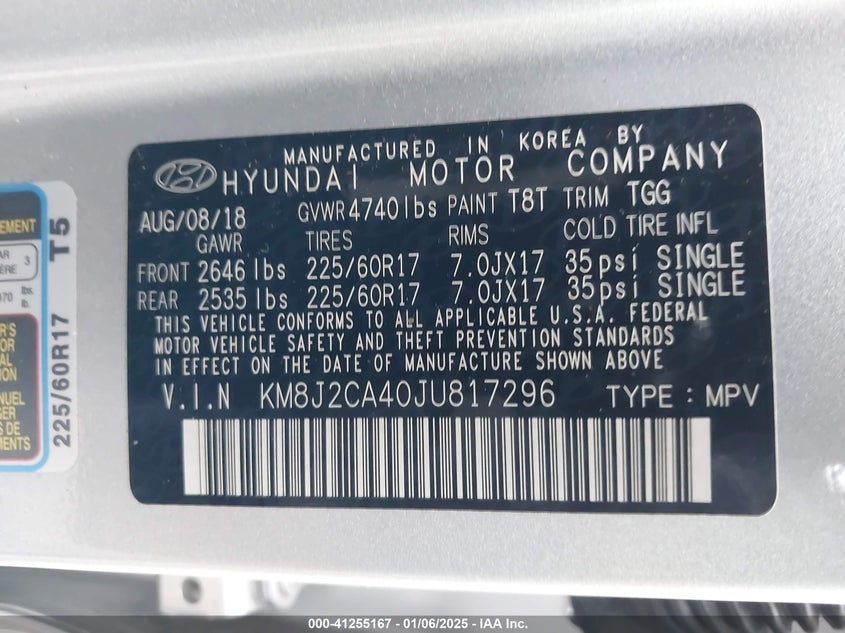 MANUFACTURED IN KOREA BY
HYUNDAI MOTOR COMPANY
AUG/08/18 GVWR 4740lbs PAINT T8T TRIM TGG
GAWR TIRES RIMS COLD TIRE INFL
FRONT 2646 lbs 225/60R17 7.0JX17 35psi SINGLE
REAR 2535 lbs 225/60R17 7.0JX17 35psi SINGLE
THIS VEHICLE CONFORMS TO ALL APPLICABLE U.S.A. FEDERAL
MOTOR VEHICLE SAFETY AND THEFT PREVENTION STANDARDS
IN EFFECT ON THE DATE OF MANUFACTURE SHOWN ABOVE
V.I.N KM8J2CA40JU817296 TYPE : MPV
225/60R17 T5
3
lbs.
lb.
000-41255167 - 01/06/2025 - IAA Inc.